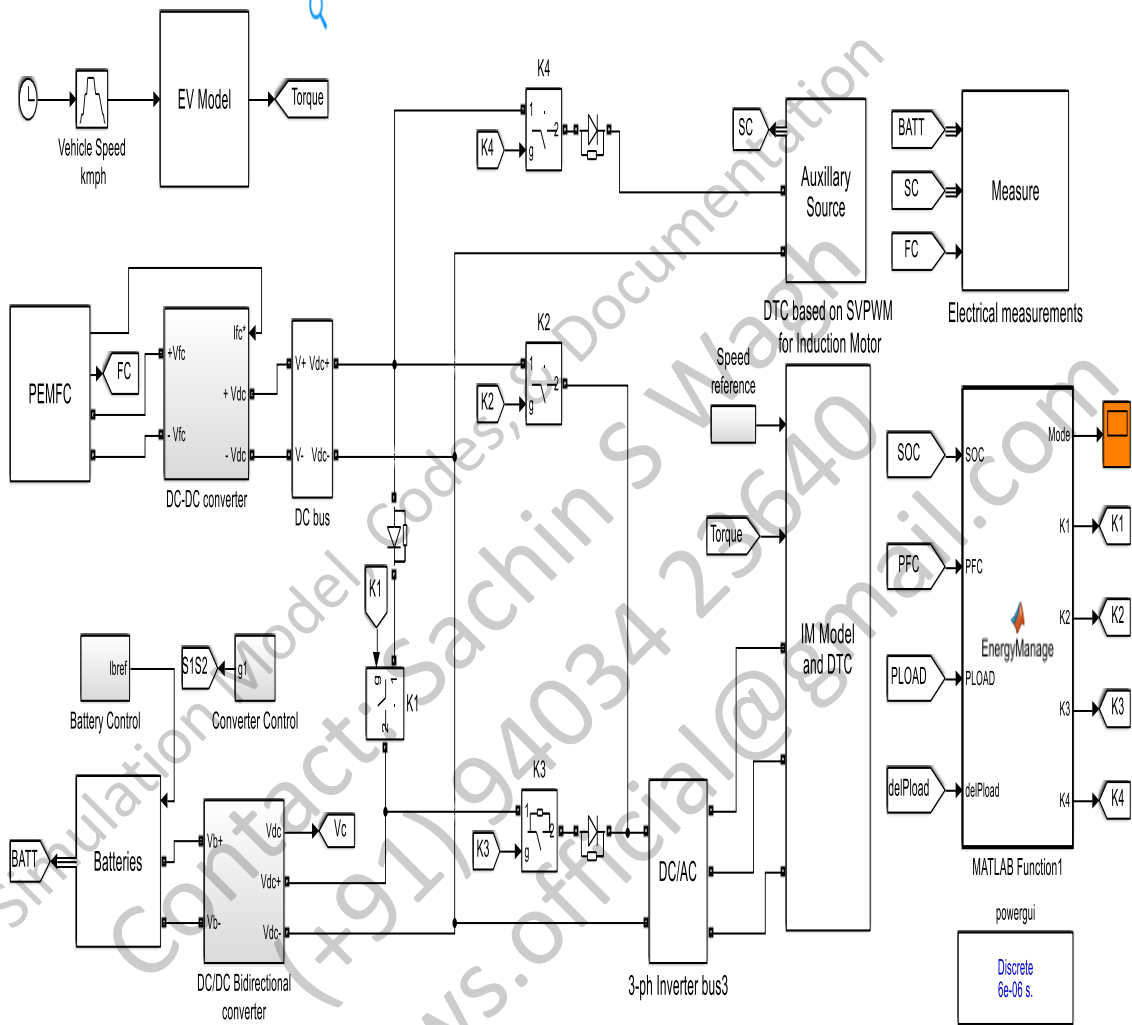 EV Model
Torque
Vehicle Speed
kmph
K4
1
2
g
K4
SC
Auxillary
Source
BATT
SC
FC
Measure
Electrical measurements
DTC based on SVPWM
for Induction Motor
PEMFC
FC
Ifc*
+Vfc
- Vfc
+ Vdc
- Vdc
DC-DC converter
V+ Vdc+
V- Vdc-
DC bus
K2
1
2
g
K2
Speed
reference
Torque
IM Model
and DTC
SOC
PFC
PLOAD
delPload
SOC
PFC
PLOAD
delPload
EnergyManage
Mode
K1
K2
K3
K4
K1
K2
K3
K4
MATLAB Function1
K1
g
1
2
K1
Ibref
Battery Control
S1S2
g1
Converter Control
BATT
Batteries
Vb+
Vb-
Vdc
Vdc+
Vdc-
Vc
DC/DC Bidirectional
converter
K3
1
2
g
K3
DC/AC
3-ph Inverter bus3
powergui
Discrete
6e-06 s.
Simulation Model, Codes, & Documentation
Contact: Sachin S Wagh
(+91) 94034 23640
ws.official@gmail.com